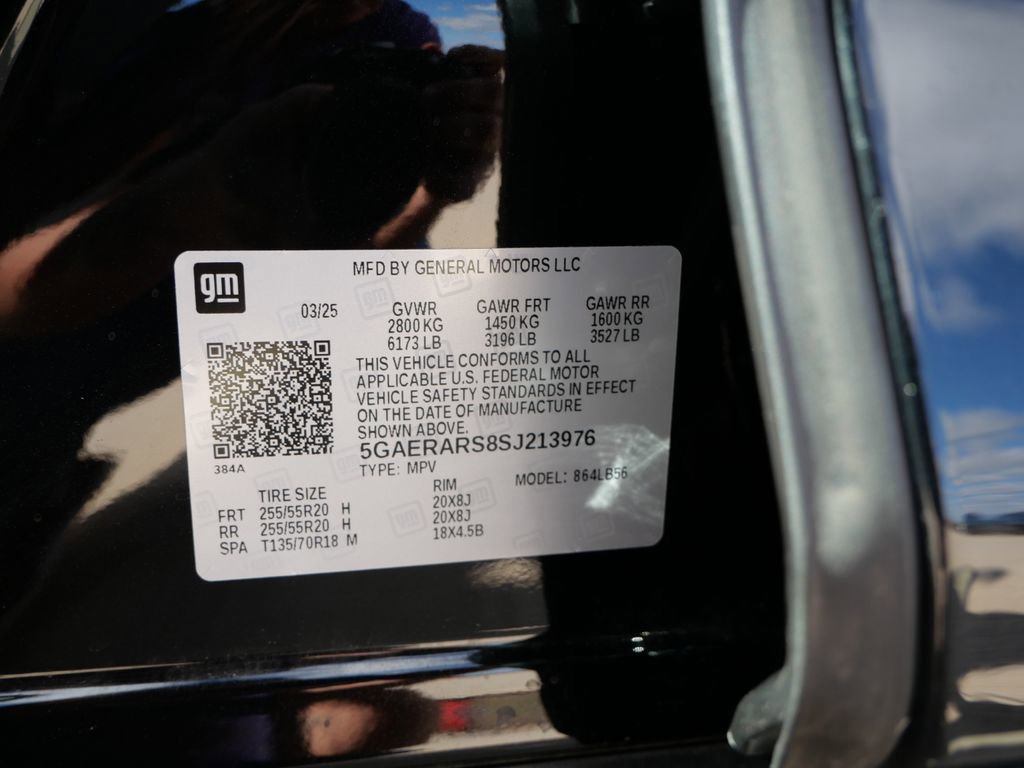 gm
MFD BY GENERAL MOTORS LLC
03/25 GVWR GAWR FRT GAWR RR
2800 KG 1450 KG 1600 KG
6173 LB 3196 LB 3527 LB
THIS VEHICLE CONFORMS TO ALL
APPLICABLE U.S. FEDERAL MOTOR
VEHICLE SAFETY STANDARDS IN EFFECT
ON THE DATE OF MANUFACTURE
SHOWN ABOVE.
5GAERARS8SJ213976
384A
TYPE: MPV MODEL: 864LB56
TIRE SIZE RIM
FRT 255/55R20 H 20X8J
RR 255/55R20 H 20X8J
SPA T135/70R18 M 18X4.5B